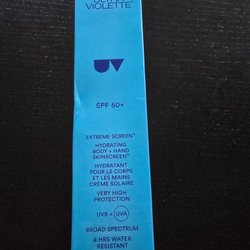 VIOLETTE
SPF 50+
EXTREME SCREEN™
HYDRATING
BODY + HAND
SKINSCREEN™
HYDRATANT
POUR LE CORPS
ET LES MAINS
CRÈME SOLAIRE
VERY HIGH
PROTECTION
UVB + UVA
BROAD SPECTRUM
4 HRS WATER
RESISTANT